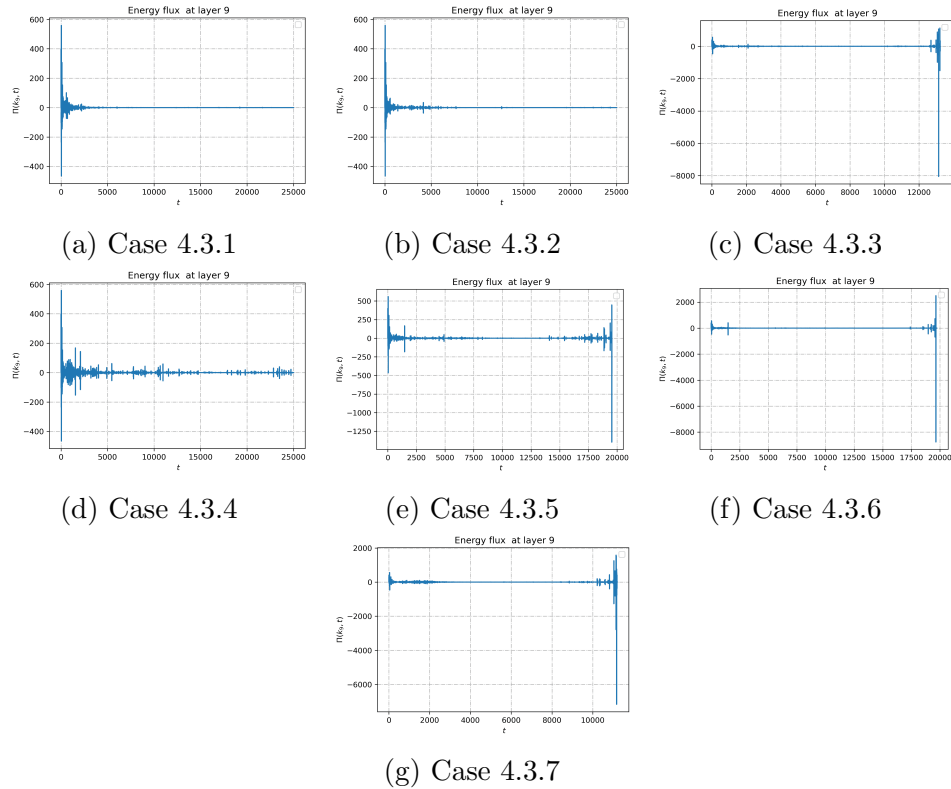 Energy flux at layer 9
600
400
200
0
−200
−400
Π(k₉, t)
0 5000 10000 15000 20000 25000
t
(a) Case 4.3.1
Energy flux at layer 9
600
400
200
0
−200
−400
Π(k₉, t)
0 5000 10000 15000 20000 25000
t
(b) Case 4.3.2
Energy flux at layer 9
0
−2000
−4000
−6000
−8000
Π(k₉, t)
0 2000 4000 6000 8000 10000 12000
t
(c) Case 4.3.3
Energy flux at layer 9
600
400
200
0
−200
−400
Π(k₉, t)
0 5000 10000 15000 20000 25000
t
(d) Case 4.3.4
Energy flux at layer 9
500
250
0
−250
−500
−750
−1000
−1250
Π(k₉, t)
0 2500 5000 7500 10000 12500 15000 17500 20000
t
(e) Case 4.3.5
Energy flux at layer 9
2000
0
−2000
−4000
−6000
−8000
Π(k₉, t)
0 2500 5000 7500 10000 12500 15000 17500 20000
t
(f) Case 4.3.6
Energy flux at layer 9
2000
0
−2000
−4000
−6000
Π(k₉, t)
0 2000 4000 6000 8000 10000
t
(g) Case 4.3.7